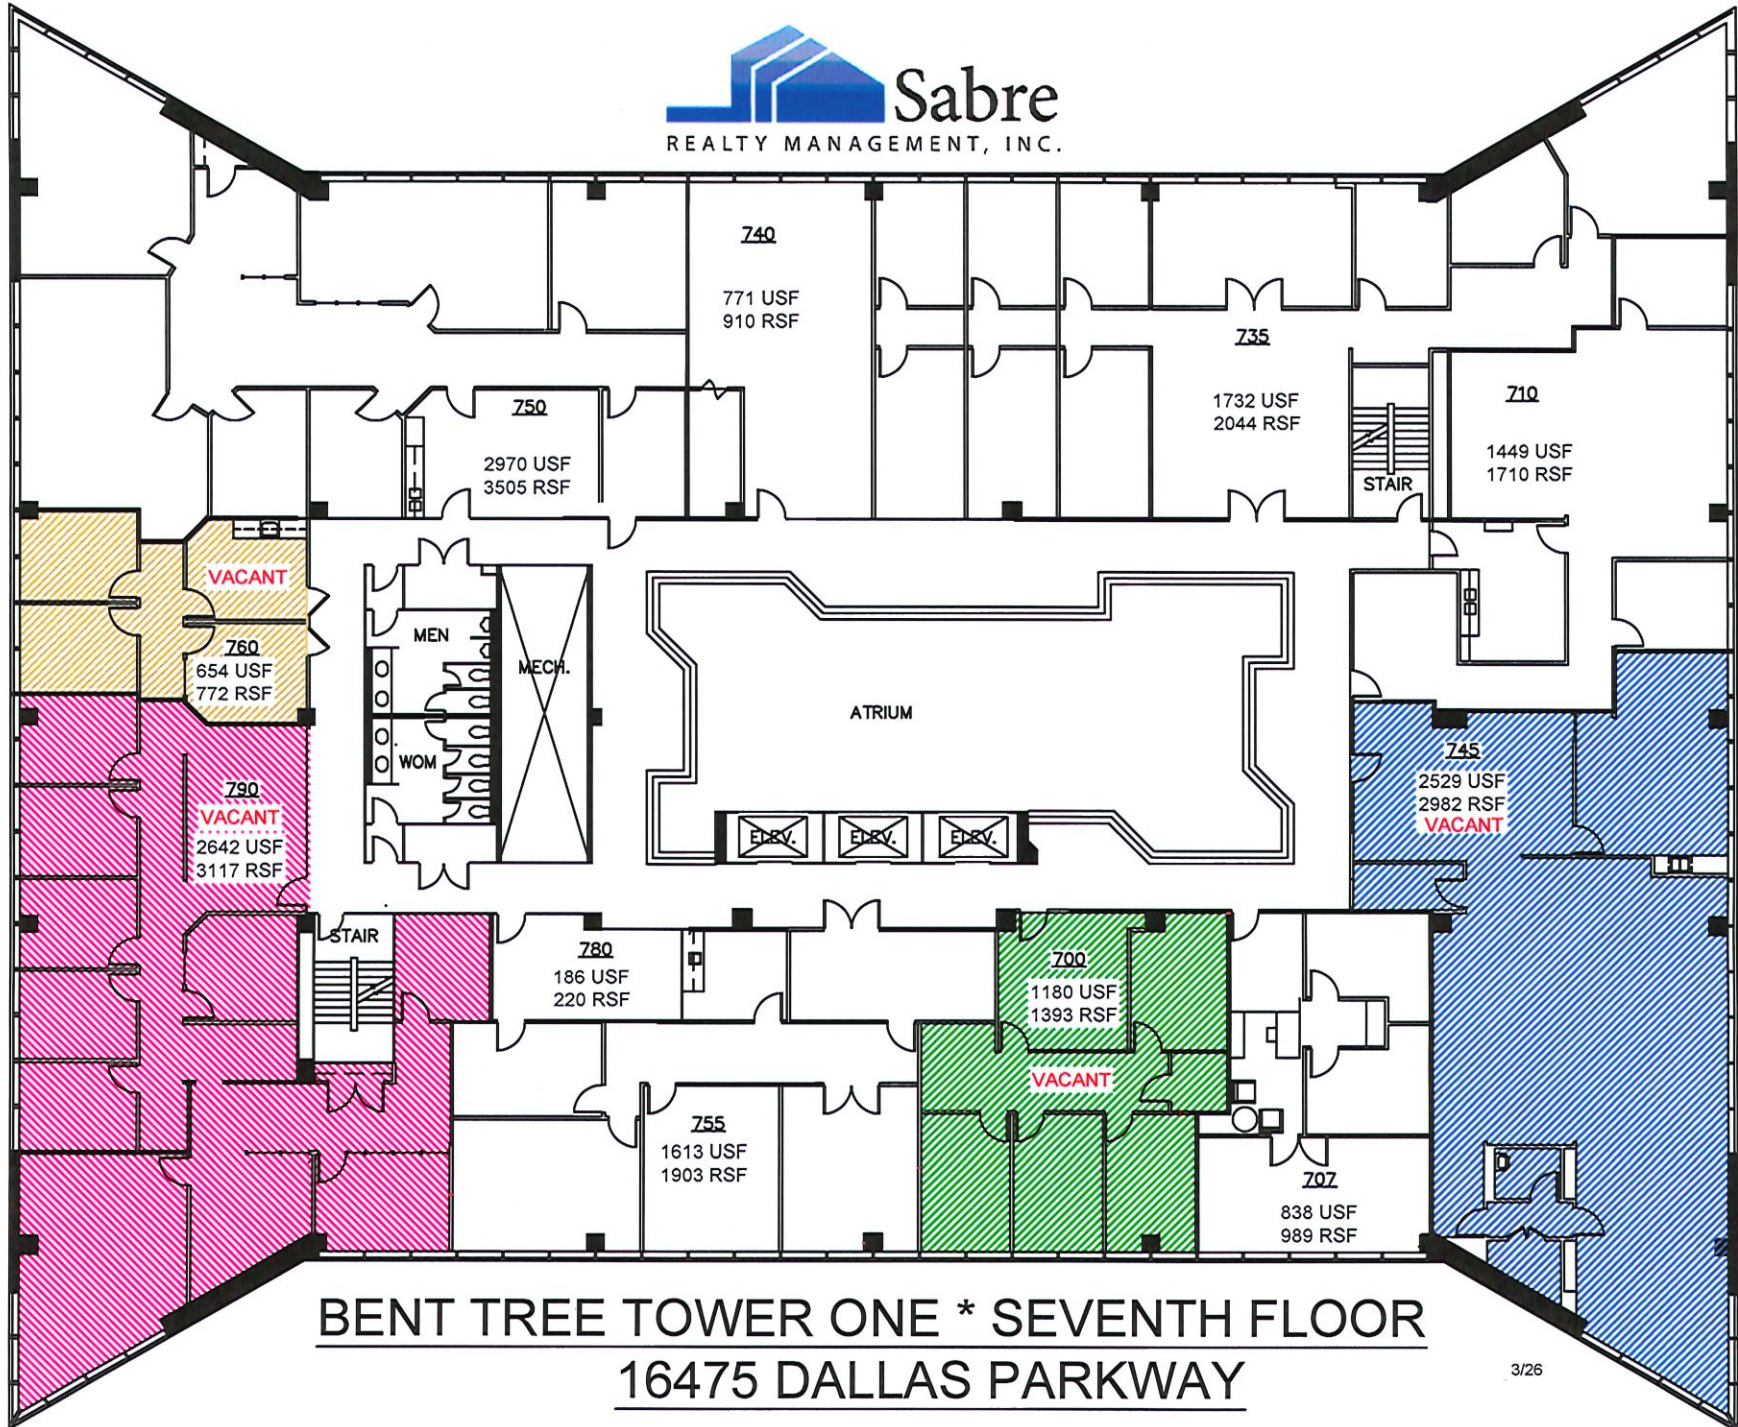 Sabre
REALTY MANAGEMENT, INC.
740
771 USF
910 RSF
735
1732 USF
2044 RSF
STAIR
710
1449 USF
1710 RSF
750
2970 USF
3505 RSF
VACANT
760
654 USF
772 RSF
MEN
MECH.
WOM
ATRIUM
ELEV.
ELEV.
ELEV.
745
2529 USF
2982 RSF
VACANT
790
VACANT
2642 USF
3117 RSF
STAIR
780
186 USF
220 RSF
700
1180 USF
1393 RSF
VACANT
755
1613 USF
1903 RSF
707
838 USF
989 RSF
BENT TREE TOWER ONE * SEVENTH FLOOR
16475 DALLAS PARKWAY
3/26